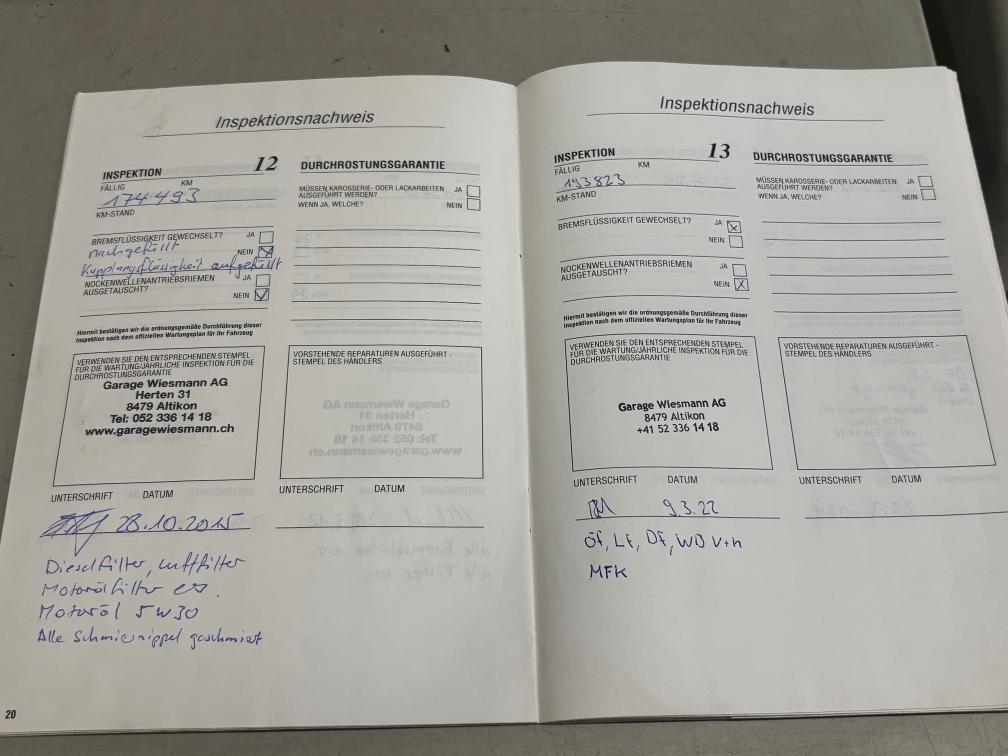 Inspektionsnachweis
INSPEKTION 12
FÄLLIG KM
174493
KM-STAND
BREMSFLÜSSIGKEIT GEWECHSELT? JA
nachgefüllt NEIN
Kupplungsflüssigkeit aufgefüllt
NOCKENWELLENANTRIEBSRIEMEN JA
AUSGETAUSCHT? NEIN
Hiermit bestätigen wir die ordnungsgemäße Durchführung dieser
Inspektion nach dem offiziellen Wartungsplan für Ihr Fahrzeug
VERWENDEN SIE DEN ENTSPRECHENDEN STEMPEL
FÜR DIE WARTUNG/JÄHRLICHE INSPEKTION FÜR DIE
DURCHROSTUNGSGARANTIE
Garage Wiesmann AG
Herten 31
8479 Altikon
Tel: 052 336 14 18
www.garagewiesmann.ch
UNTERSCHRIFT DATUM
28.10.2015
Dieselfilter, Luftfilter
Motorölfilter ers.
Motoröl 5W30
Alle Schmiernippel geschmiert
20
DURCHROSTUNGSGARANTIE
MÜSSEN KAROSSERIE- ODER LACKARBEITEN JA
AUSGEFÜHRT WERDEN?
WENN JA, WELCHE? NEIN
VORSTEHENDE REPARATUREN AUSGEFÜHRT -
STEMPEL DES HÄNDLERS
UNTERSCHRIFT DATUM
Inspektionsnachweis
INSPEKTION 13
FÄLLIG KM
193823
KM-STAND
BREMSFLÜSSIGKEIT GEWECHSELT? JA
NEIN
NOCKENWELLENANTRIEBSRIEMEN
AUSGETAUSCHT? NEIN
Hiermit bestätigen wir die ordnungsgemäße Durchführung dieser
Inspektion nach dem offiziellen Wartungsplan für Ihr Fahrzeug
VERWENDEN SIE DEN ENTSPRECHENDEN STEMPEL
FÜR DIE WARTUNG/JÄHRLICHE INSPEKTION FÜR DIE
DURCHROSTUNGSGARANTIE
Garage Wiesmann AG
8479 Altikon
+41 52 336 14 18
UNTERSCHRIFT DATUM
9.3.22
Öf, Lf, Df, WB v+h
MFK
DURCHROSTUNGSGARANTIE
MÜSSEN KAROSSERIE- ODER LACKARBEITEN JA
AUSGEFÜHRT WERDEN?
WENN JA, WELCHE? NEIN
VORSTEHENDE REPARATUREN AUSGEFÜHRT -
STEMPEL DES HÄNDLERS
UNTERSCHRIFT DATUM